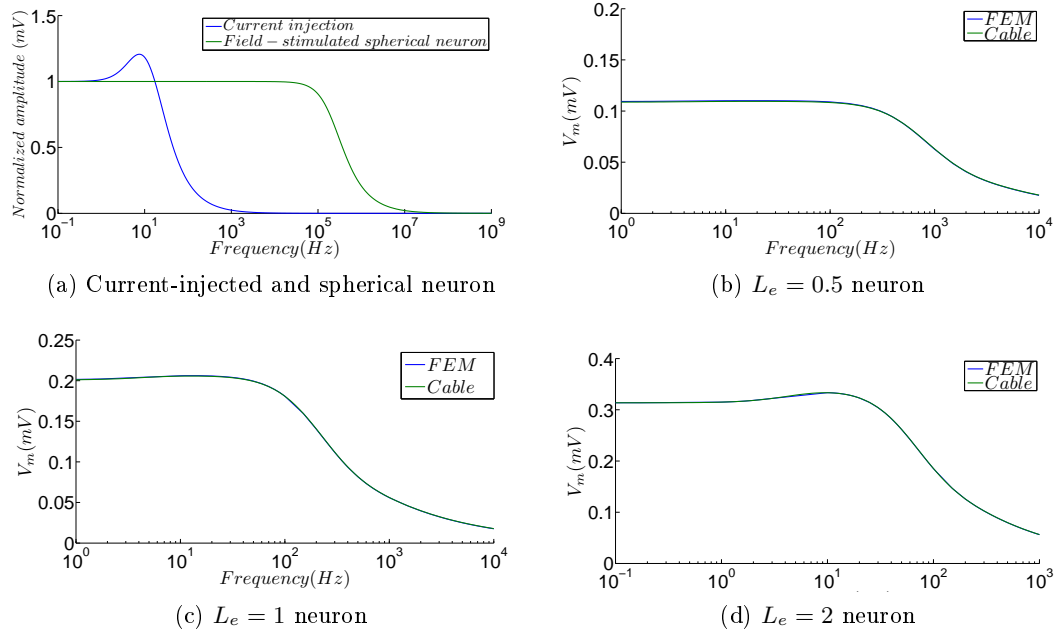 Normalized amplitude (mV)
1.5
1
0.5
0
Current injection
Field − stimulated spherical neuron
10^−1 10^1 10^3 10^5 10^7 10^9
Frequency(Hz)
(a) Current-injected and spherical neuron
V_m(mV)
0.2
0.15
0.1
0.05
0
FEM
Cable
10^0 10^1 10^2 10^3 10^4
Frequency(Hz)
(b) L_e = 0.5 neuron
V_m(mV)
0.25
0.2
0.15
0.1
0.05
0
FEM
Cable
10^0 10^1 10^2 10^3 10^4
Frequency(Hz)
(c) L_e = 1 neuron
V_m(mV)
0.4
0.3
0.2
0.1
0
FEM
Cable
10^−1 10^0 10^1 10^2 10^3
(d) L_e = 2 neuron